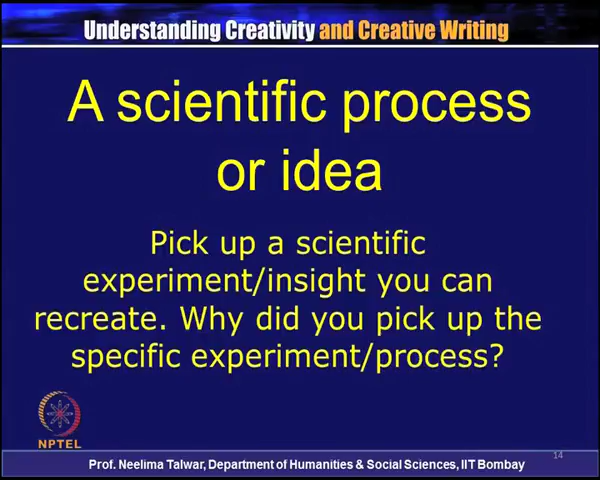 Understanding Creativity and Creative Writing
A scientific process
or idea
Pick up a scientific
experiment/insight you can
recreate. Why did you pick up the
specific experiment/process?
NPTEL
14
Prof. Neelima Talwar, Department of Humanities & Social Sciences, IIT Bombay